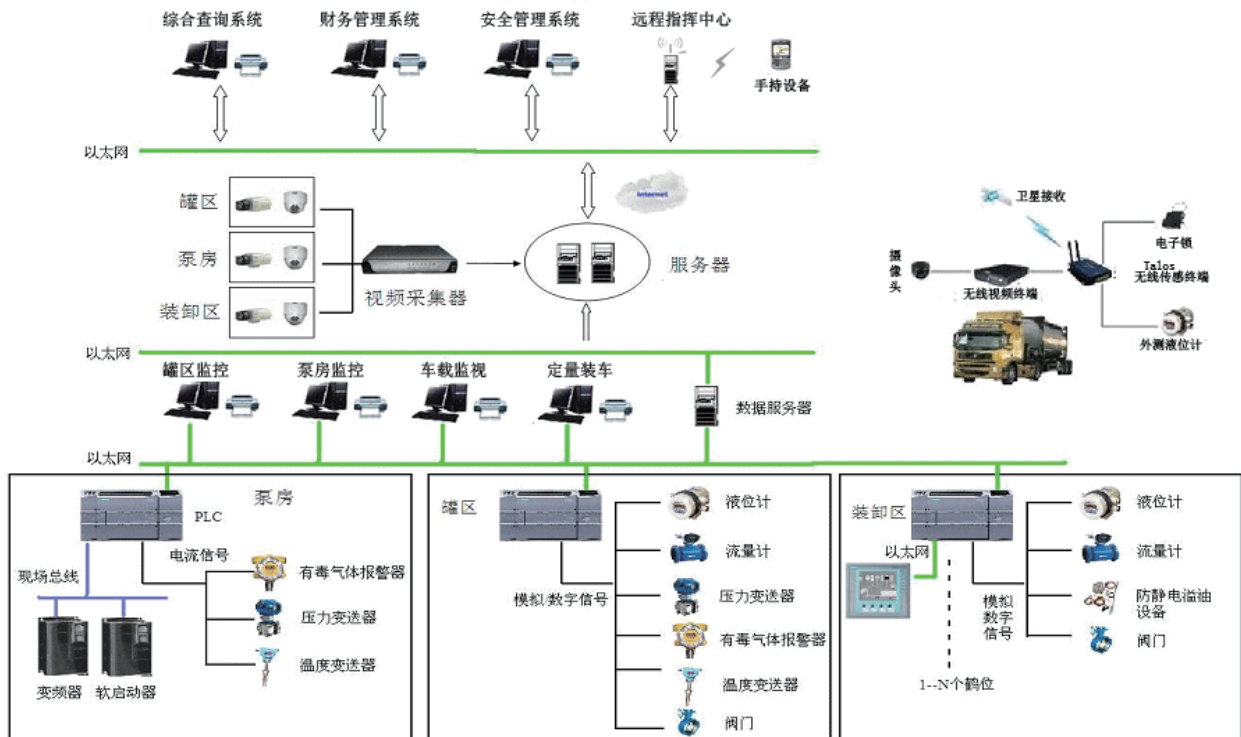 综合查询系统
财务管理系统
安全管理系统
远程指挥中心
手持设备
以太网
Internet
罐区
泵房
装卸区
视频采集器
服务器
卫星接收
电子锁
摄像头
无线视频终端
Talos
无线传感终端
外测液位计
以太网
罐区监控
泵房监控
车载监视
定量装车
数据服务器
以太网
泵房
PLC
电流信号
现场总线
有毒气体报警器
压力变送器
温度变送器
变频器
软启动器
罐区
模拟/数字信号
液位计
流量计
压力变送器
有毒气体报警器
温度变送器
阀门
装卸区
以太网
模拟
数字
信号
1--N个鹤位
液位计
流量计
防静电溢油
设备
阀门